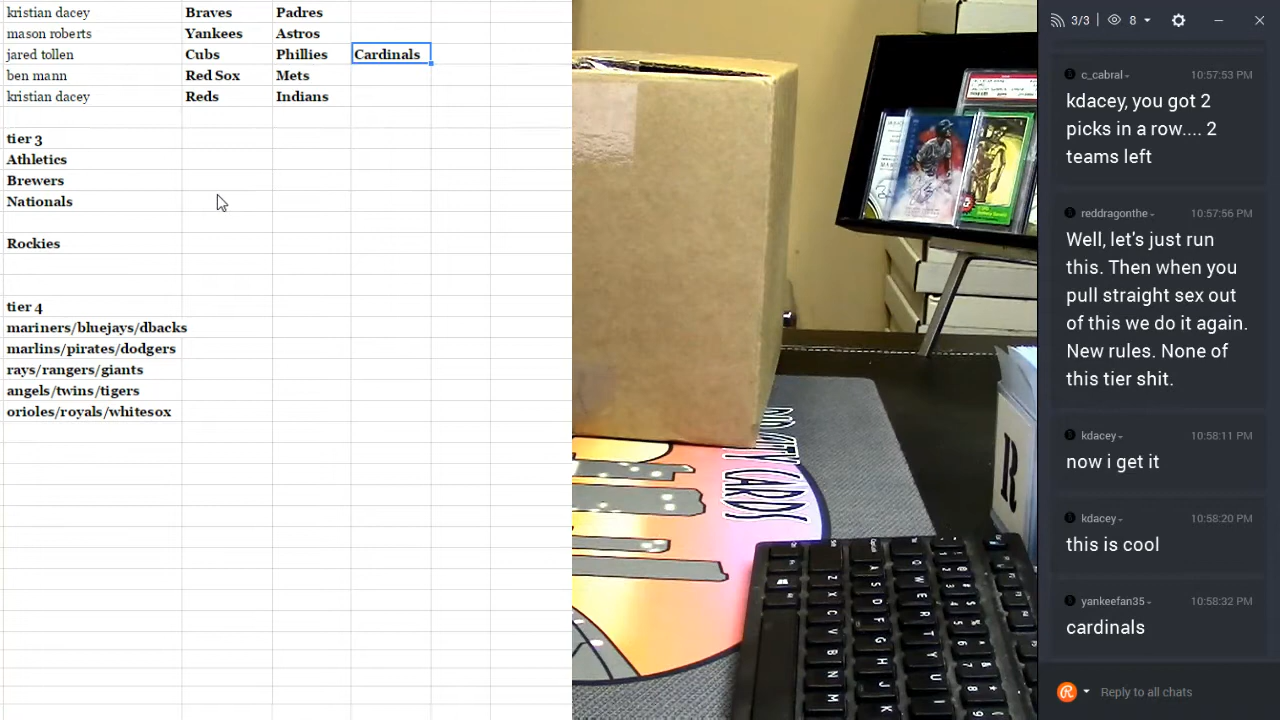 kristian dacey Braves Padres
mason roberts Yankees Astros
jared tollen Cubs Phillies Cardinals
ben mann Red Sox Mets
kristian dacey Reds Indians
tier 3
Athletics
Brewers
Nationals
Rockies
tier 4
mariners/bluejays/dbacks
marlins/pirates/dodgers
rays/rangers/giants
angels/twins/tigers
orioles/royals/whitesox
CARDS
R
3/3 8
c_cabral 10:57:53 PM
kdacey, you got 2
picks in a row.... 2
teams left
reddragonthe 10:57:56 PM
Well, let's just run
this. Then when you
pull straight sex out
of this we do it again.
New rules. None of
this tier shit.
kdacey 10:58:11 PM
now i get it
kdacey 10:58:20 PM
this is cool
yankeefan35 10:58:32 PM
cardinals
Reply to all chats